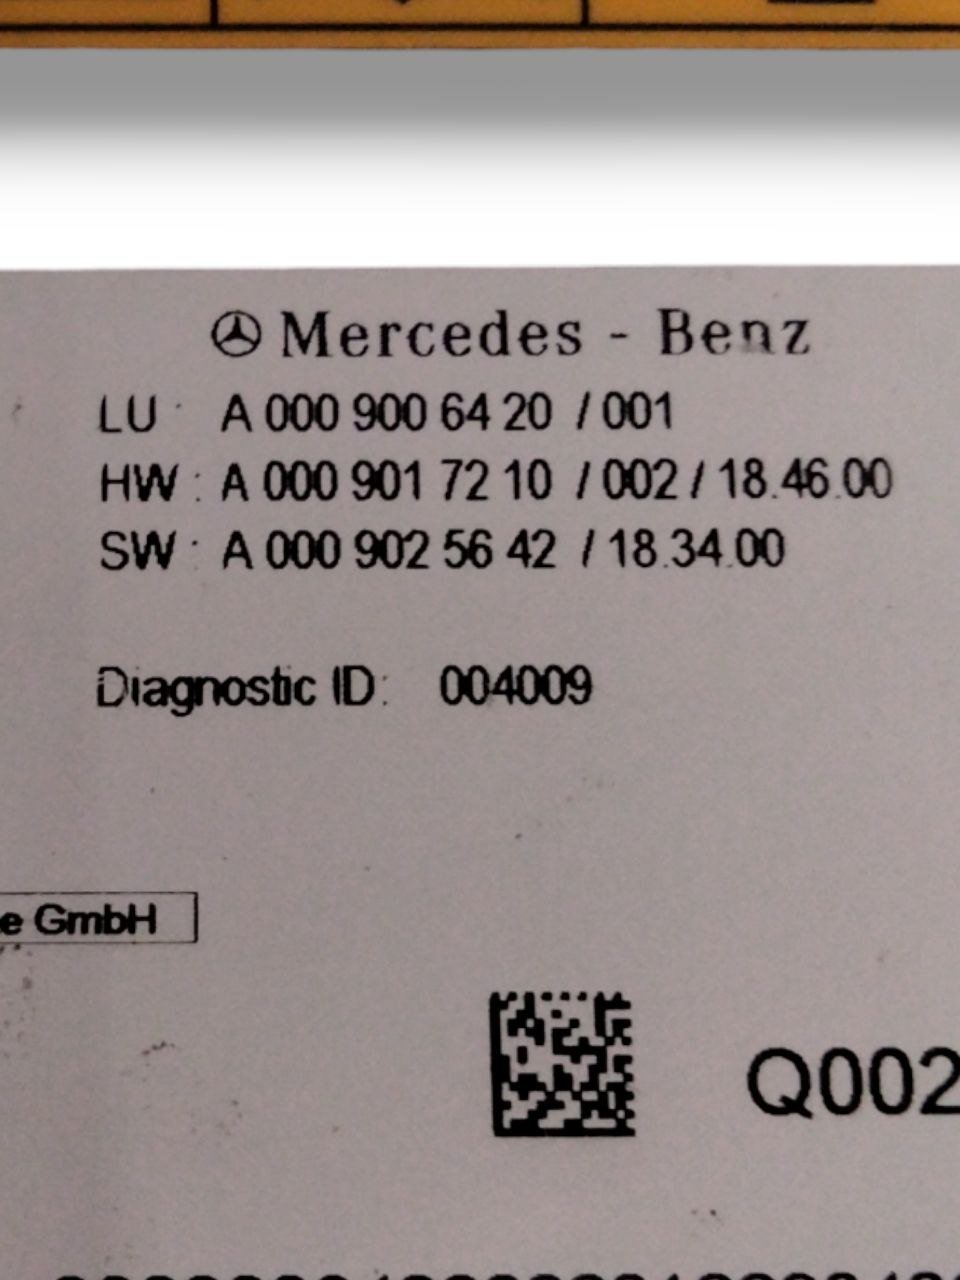 Mercedes - Benz
LU : A 000 900 64 20 / 001
HW : A 000 901 72 10 / 002 / 18.46.00
SW : A 000 902 56 42 / 18.34.00
Diagnostic ID: 004009
e GmbH
Q002